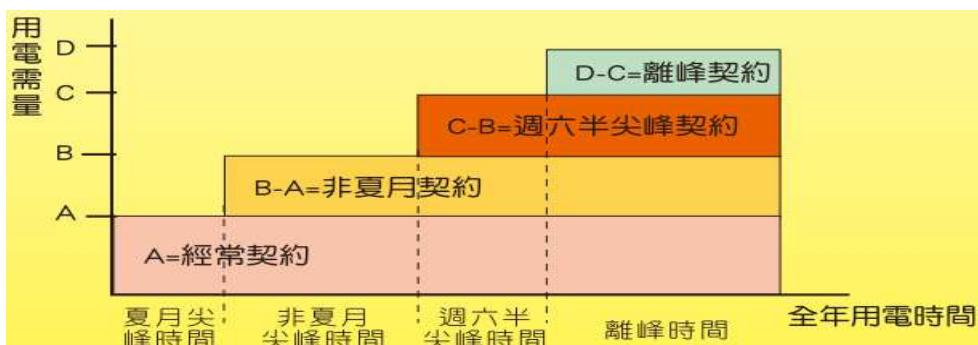 用電需量
D
C
B
A
D-C=離峰契約
C-B=週六半尖峰契約
B-A=非夏月契約
A=經常契約
夏月尖
峰時間
非夏月
尖峰時間
週六半
尖峰時間
離峰時間
全年用電時間